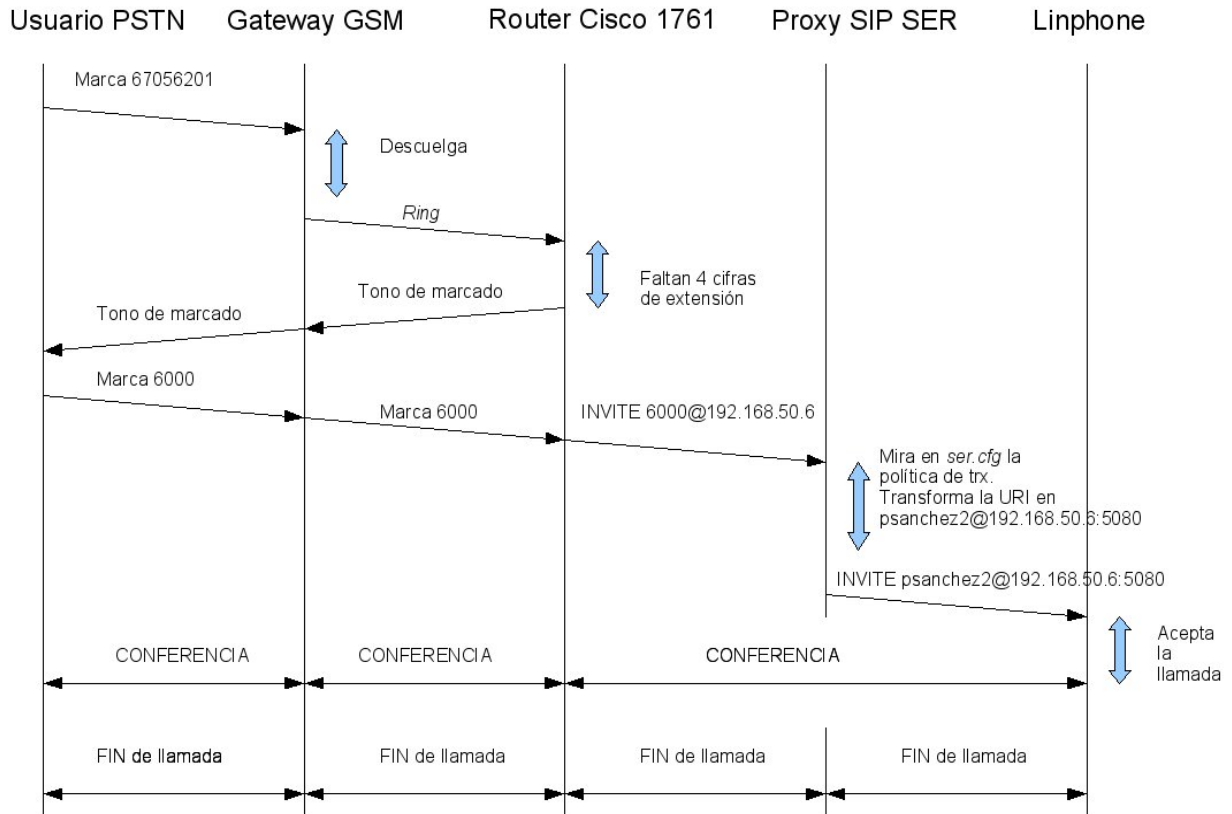 Usuario PSTN Gateway GSM Router Cisco 1761 Proxy SIP SER Linphone
Marca 67056201
Descuelga
Ring
Faltan 4 cifras
de extensión
Tono de marcado
Tono de marcado
Marca 6000
Marca 6000
INVITE 6000@192.168.50.6
Mira en ser.cfg la
política de trx.
Transforma la URI en
psanchez2@192.168.50.6:5080
INVITE psanchez2@192.168.50.6:5080
Acepta
la
llamada
CONFERENCIA CONFERENCIA CONFERENCIA
FIN de llamada FIN de llamada FIN de llamada FIN de llamada